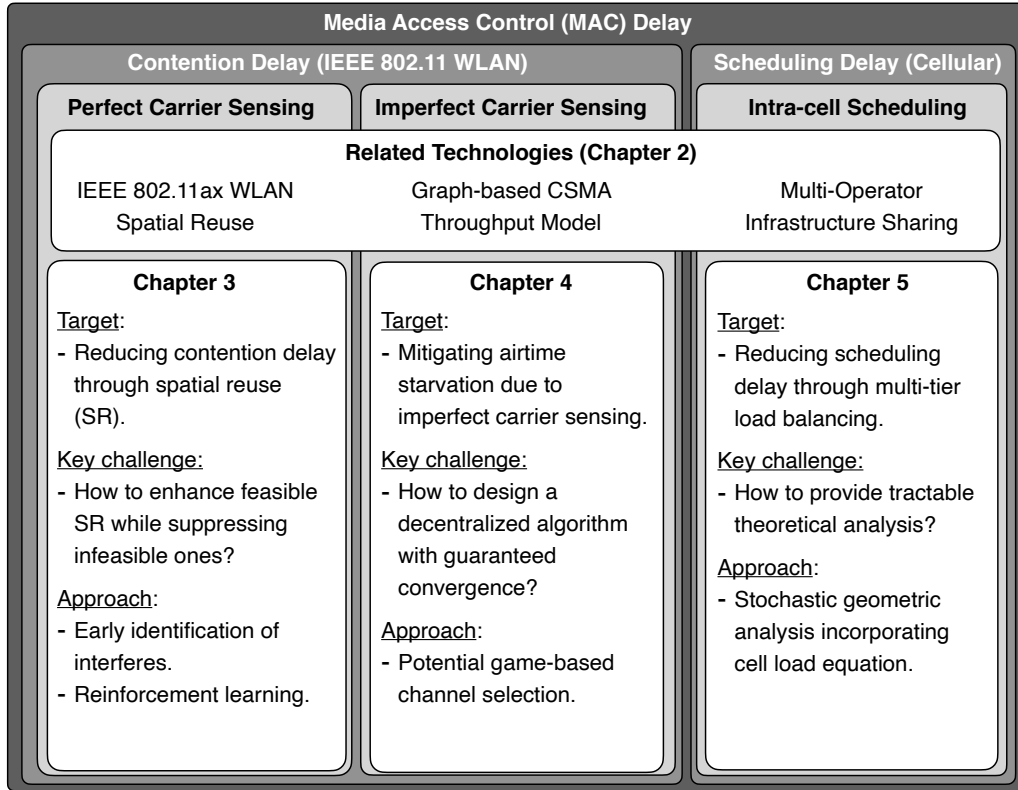 Media Access Control (MAC) Delay
Contention Delay (IEEE 802.11 WLAN)
Scheduling Delay (Cellular)
Perfect Carrier Sensing
Imperfect Carrier Sensing
Intra-cell Scheduling
Related Technologies (Chapter 2)
IEEE 802.11ax WLAN
Spatial Reuse
Graph-based CSMA
Throughput Model
Multi-Operator
Infrastructure Sharing
Chapter 3
Target:
- Reducing contention delay
through spatial reuse
(SR).
Key challenge:
- How to enhance feasible
SR while suppressing
infeasible ones?
Approach:
- Early identification of
interferes.
- Reinforcement learning.
Chapter 4
Target:
- Mitigating airtime
starvation due to
imperfect carrier sensing.
Key challenge:
- How to design a
decentralized algorithm
with guaranteed
convergence?
Approach:
- Potential game-based
channel selection.
Chapter 5
Target:
- Reducing scheduling
delay through multi-tier
load balancing.
Key challenge:
- How to provide tractable
theoretical analysis?
Approach:
- Stochastic geometric
analysis incorporating
cell load equation.